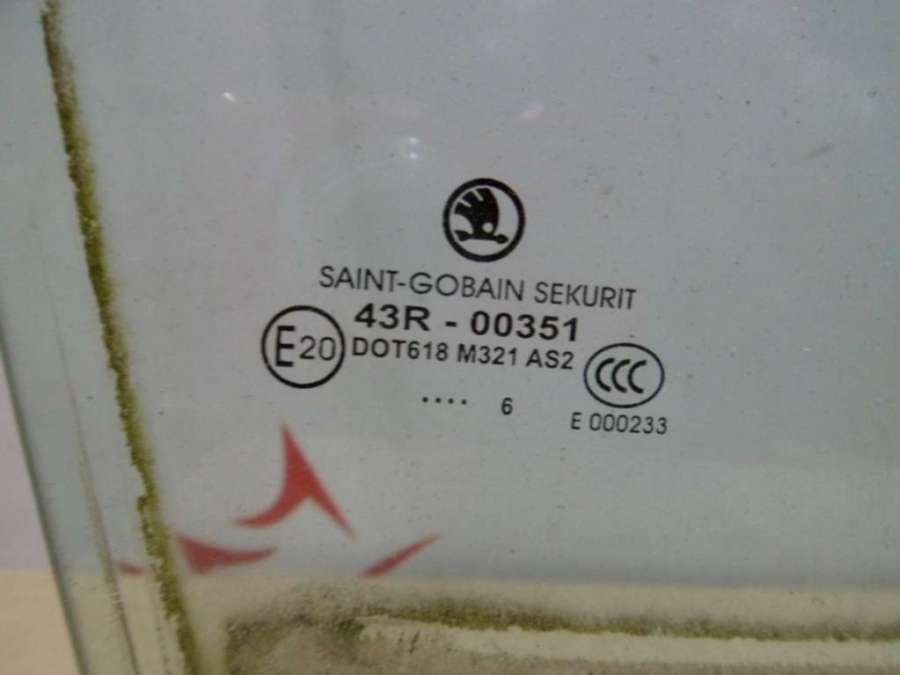 SAINT-GOBAIN SEKURIT
43R - 00351
E20 DOT618 M321 AS2 CCC
.... 6
E 000233